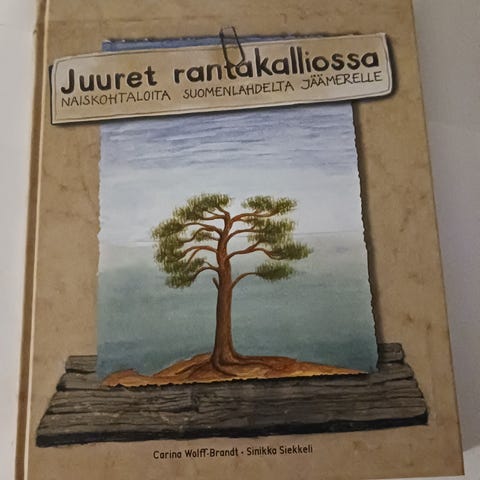 Juuret rantakalliossa
NAISKOHTALOITA SUOMENLAHDELTA JÄÄMERELLE
Carina Wolff-Brandt • Sinikka Siekkeli